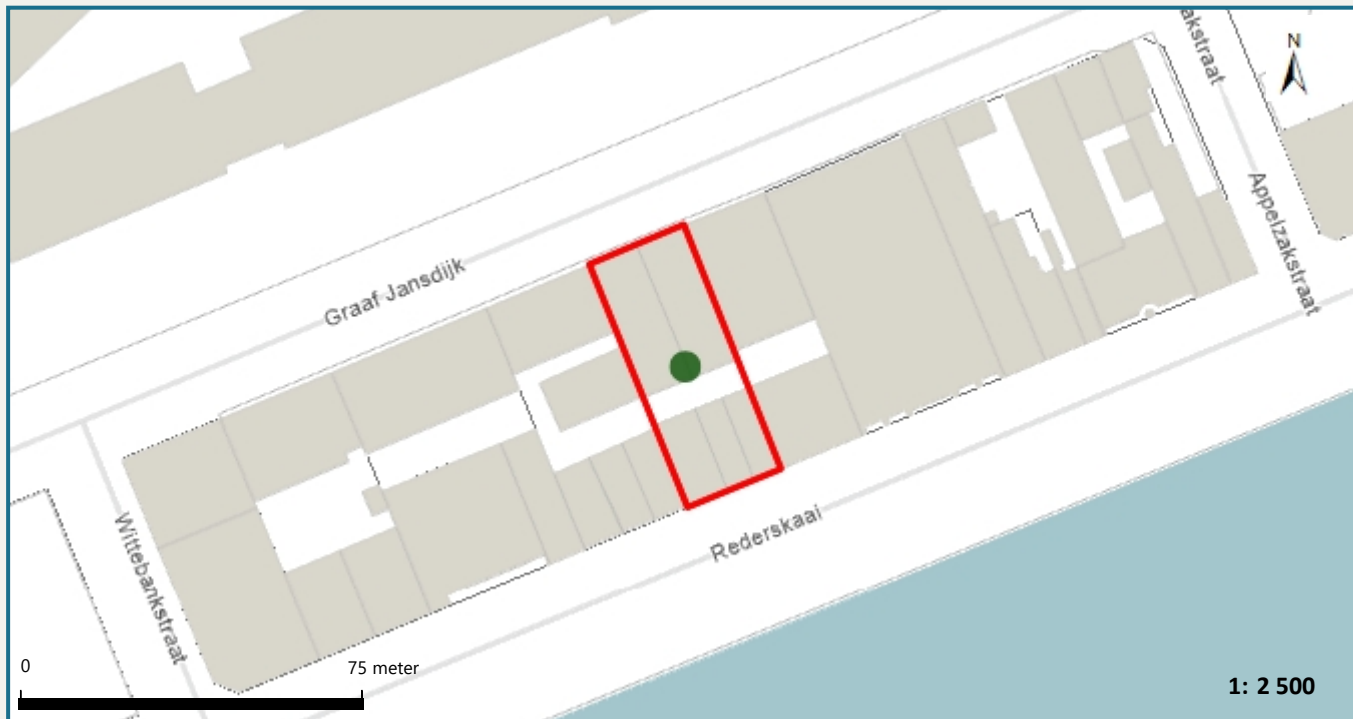 akstraat
N
Graaf Jansdijk
Appelzakstraat
Rederskaai
Wittebankstraat
0
75 meter
1: 2 500